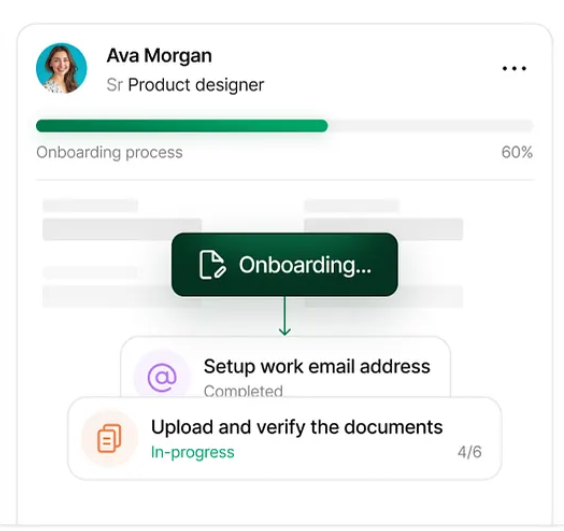 Ava Morgan
Sr Product designer
Onboarding process
60%
Onboarding...
Setup work email address
Completed
Upload and verify the documents
In-progress
4/6